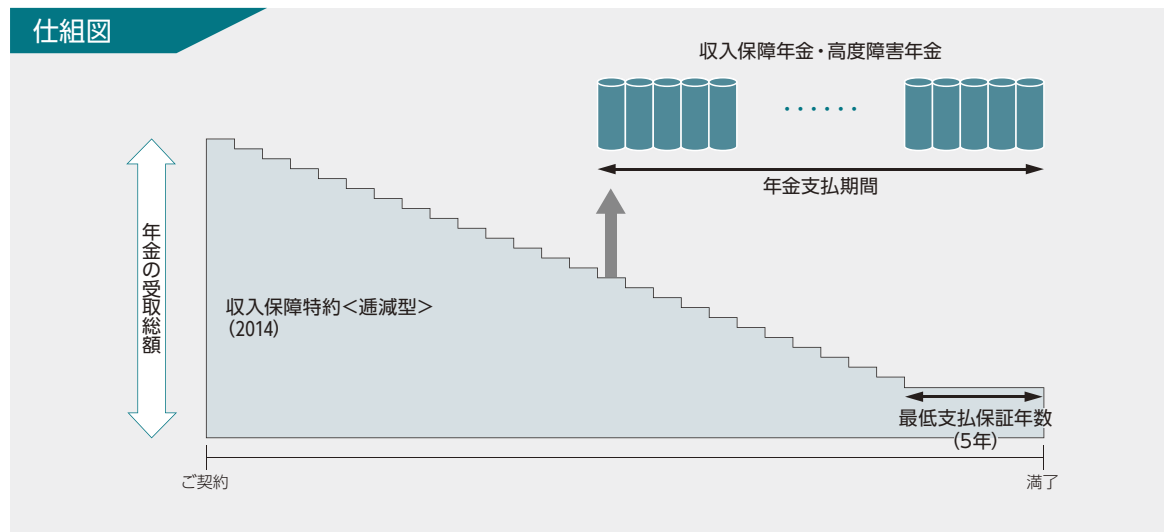 仕組図
収入保障年金・高度障害年金
......
年金支払期間
年金の受取総額
収入保障特約＜逓減型＞
(2014)
最低支払保証年数
(5年)
ご契約
満了